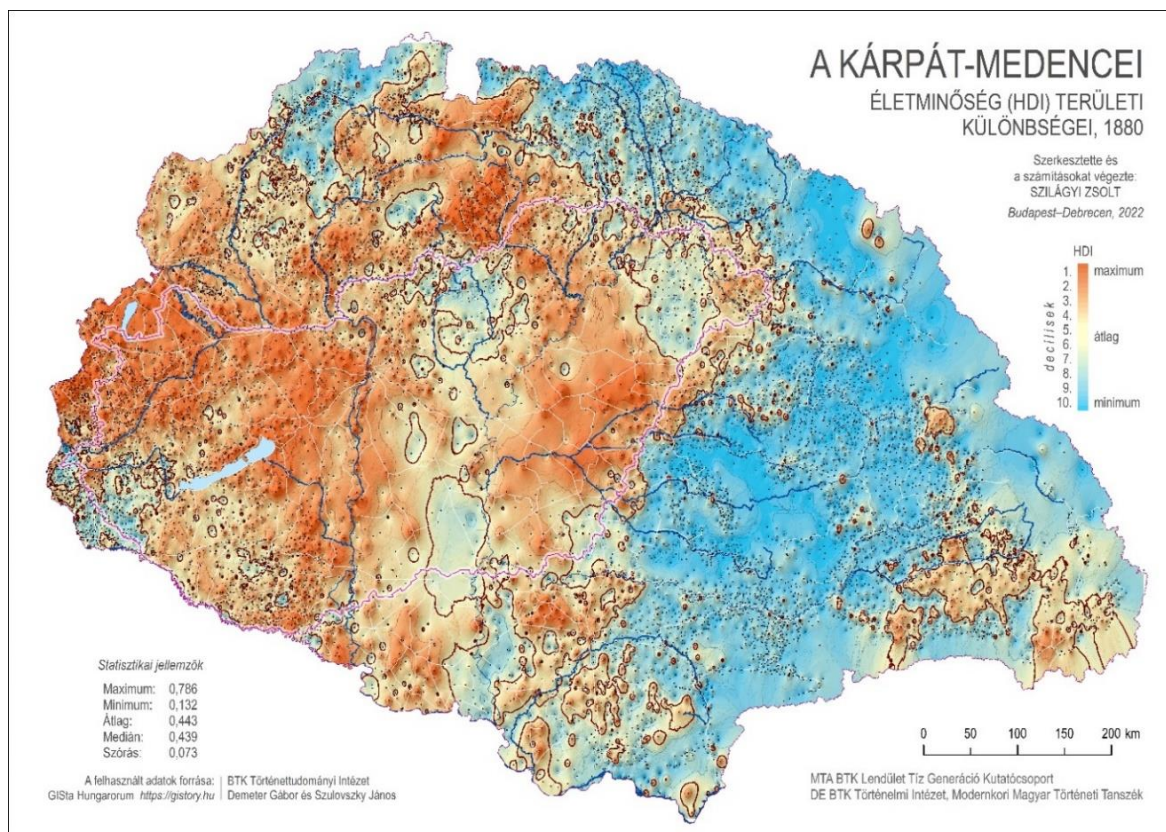 A KÁRPÁT-MEDENCEI
ÉLETMINŐSÉG (HDI) TERÜLETI
KÜLÖNBSÉGEI, 1880
Szerkesztette és
a számításokat végezte:
SZILÁGYI ZSOLT
Budapest–Debrecen, 2022
HDI
decilisek
1. maximum
2.
3.
4.
5. átlag
6.
7.
8.
9.
10. minimum
Statisztikai jellemzők
Maximum: 0,786
Minimum: 0,132
Átlag: 0,443
Medián: 0,439
Szórás: 0,073
A felhasznált adatok forrása: BTK Történettudományi Intézet
GISta Hungarorum https://gistory.hu Demeter Gábor és Szulovszky János
0 50 100 150 200 km
MTA BTK Lendület Tíz Generáció Kutatócsoport
DE BTK Történelmi Intézet, Modernkori Magyar Történeti Tanszék